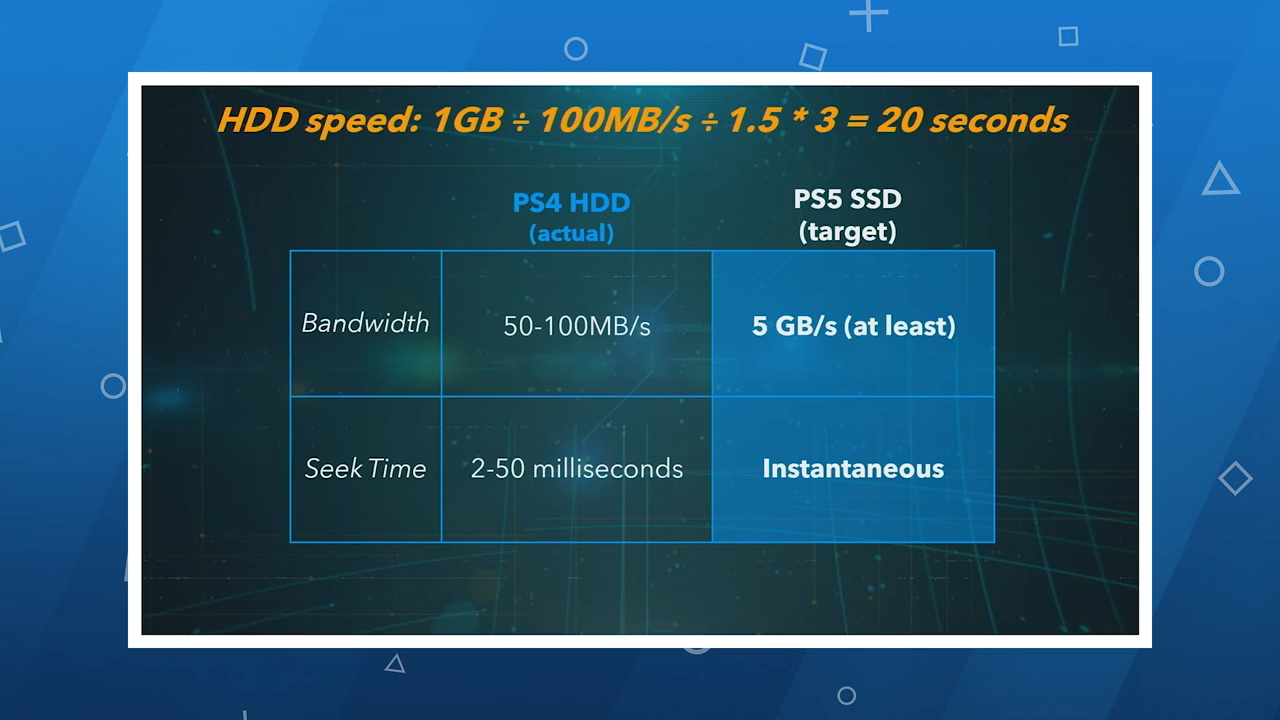 HDD speed: 1GB ÷ 100MB/s ÷ 1.5 * 3 = 20 seconds
PS4 HDD
(actual)
PS5 SSD
(target)
Bandwidth
50-100MB/s
5 GB/s (at least)
Seek Time
2-50 milliseconds
Instantaneous